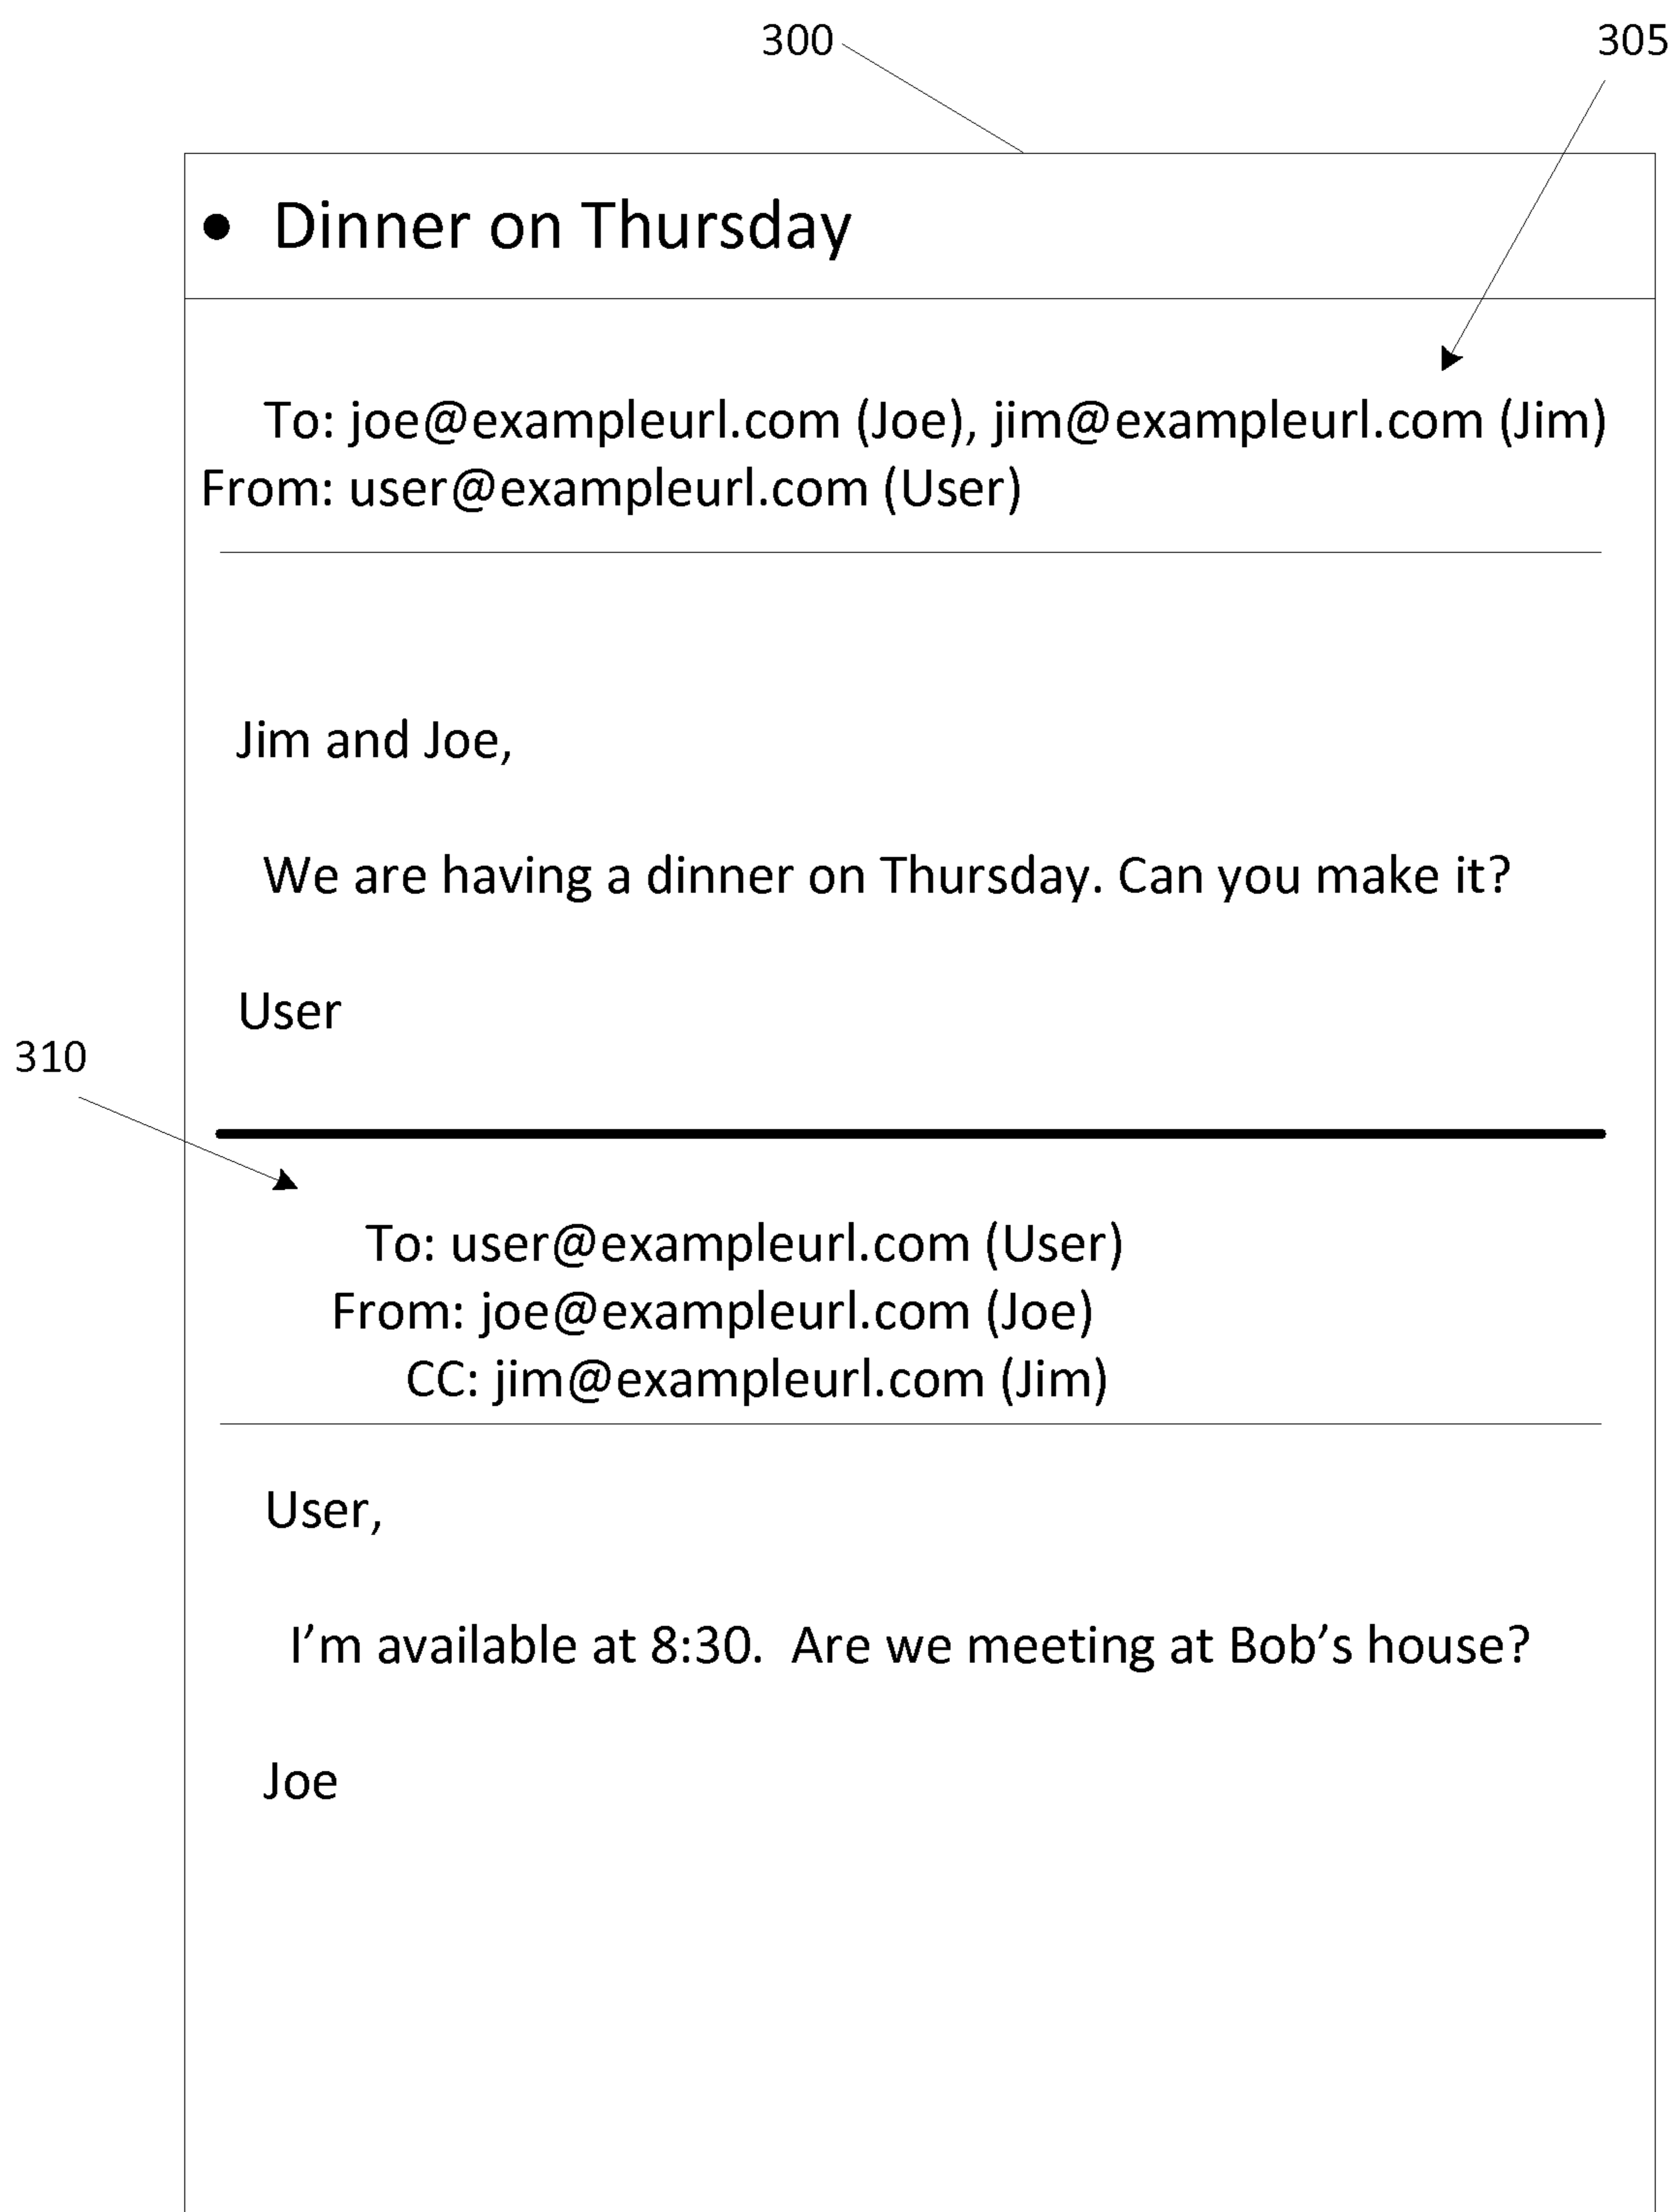 300
305
• Dinner on Thursday
To: joe@exampleurl.com (Joe), jim@exampleurl.com (Jim)
From: user@exampleurl.com (User)
Jim and Joe,
We are having a dinner on Thursday. Can you make it?
User
310
To: user@exampleurl.com (User)
From: joe@exampleurl.com (Joe)
CC: jim@exampleurl.com (Jim)
User,
I’m available at 8:30.  Are we meeting at Bob’s house?
Joe